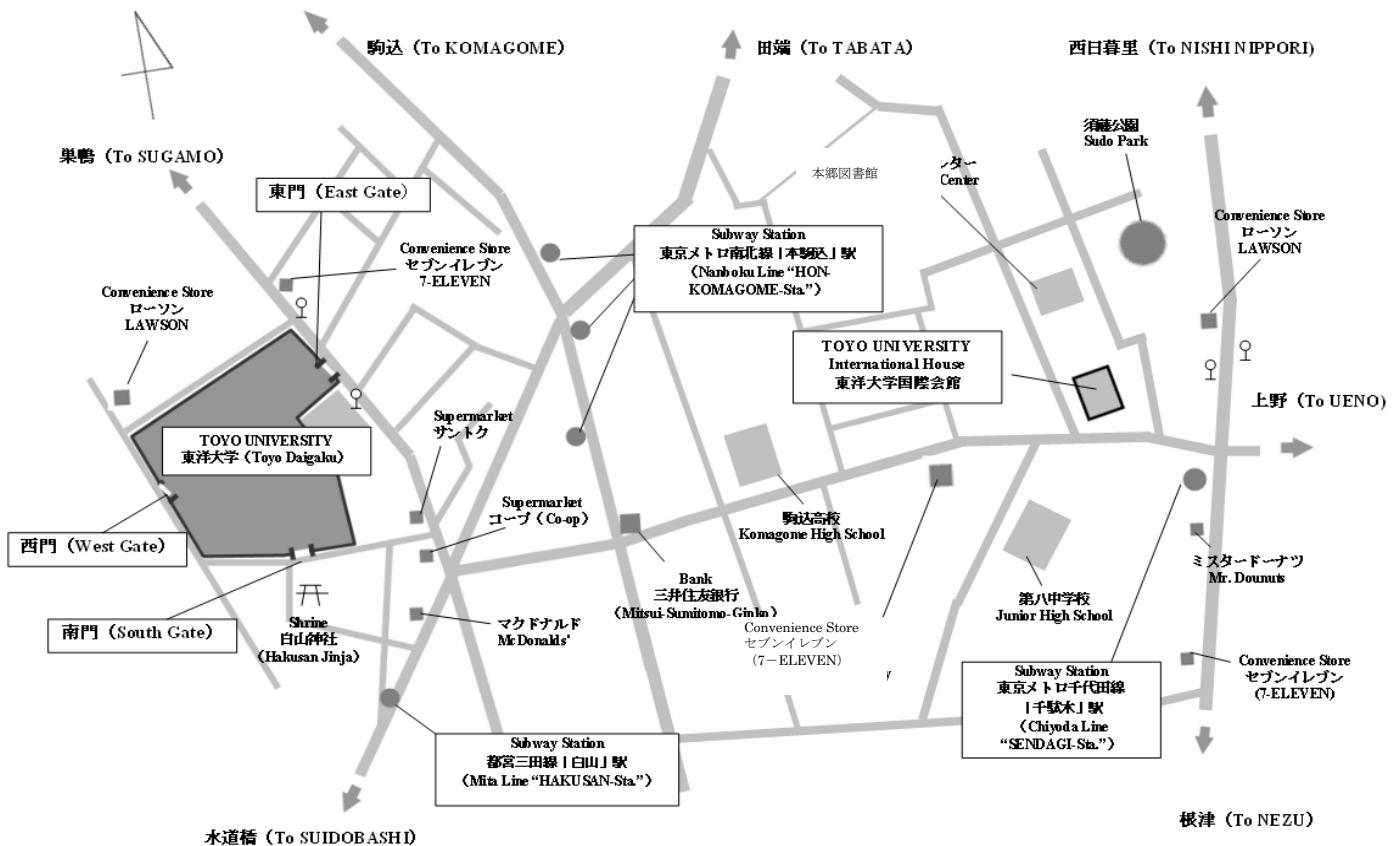 駒込（To KOMAGOME）
田端（To TABATA）
西日暮里（To NISHI NIPPORI）
巣鴨（To SUGAMO）
東門（East Gate）
Convenience Store
セブンイレブン
7-ELEVEN
Convenience Store
ローソン
LAWSON
Subway Station
東京メトロ南北線「本駒込」駅
（Nanboku Line “HON-
KOMAGOME-Sta.”）
本郷図書館
ンター
Center
須藤公園
Sudo Park
Convenience Store
ローソン
LAWSON
TOYO UNIVERSITY
International House
東洋大学国際会館
上野（To UENO）
TOYO UNIVERSITY
東洋大学（Toyo Daigaku）
Supermarket
サントク
Supermarket
コープ（Co-op）
西門（West Gate）
南門（South Gate）
Shrine
白山神社
（Hakusan Jinja）
マクドナルド
McDonalds'
Bank
三井住友銀行
（Mitsui-Sumitomo-Ginko）
駒込高校
Komagome High School
Convenience Store
セブンイレブン
（7－ELEVEN）
第八中学校
Junior High School
ミスタードーナツ
Mr. Dounuts
Convenience Store
セブンイレブン
(7-ELEVEN)
Subway Station
東京メトロ千代田線
「千駄木」駅
（Chiyoda Line
“SENDAGI-Sta.”）
Subway Station
都営三田線「白山」駅
（Mita Line “HAKUSAN-Sta.”）
水道橋（To SUIDOBASHI）
根津（To NEZU）